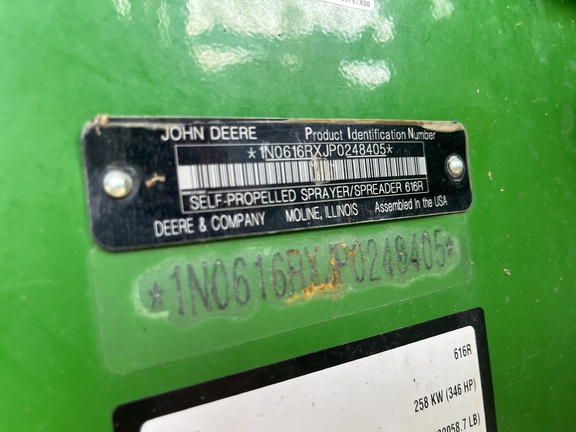 JOHN DEERE Product Identification Number
*1N0616RXJP0248405*
SELF-PROPELLED SPRAYER/SPREADER 616R
DEERE & COMPANY MOLINE, ILLINOIS Assembled in the USA
*1N0616RXJP0248405*
616R
258 KW (346 HP)